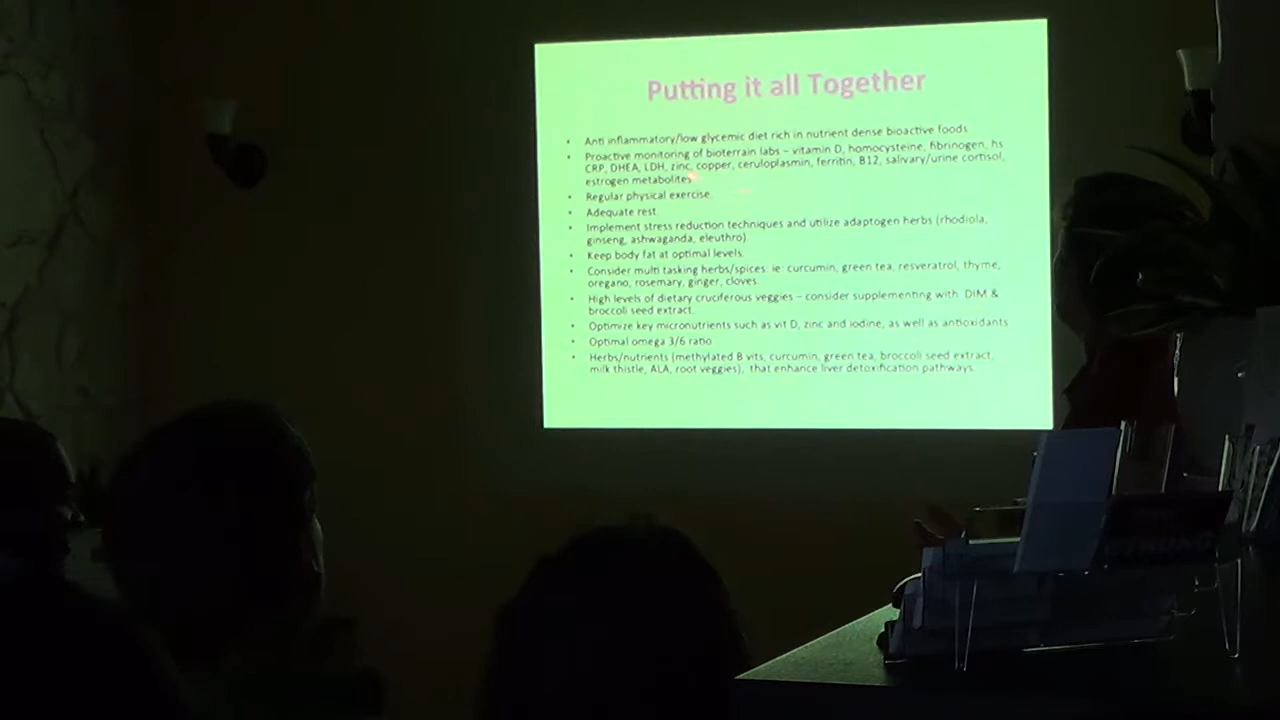 Putting it all Together
• Anti inflammatory/low glycemic diet rich in nutrient dense bioactive foods
• Proactive monitoring of bioterrain labs – vitamin D, homocysteine, fibrinogen, hs
CRP, DHEA, LDH, zinc, copper, ceruloplasmin, ferritin, B12, salivary/urine cortisol,
estrogen metabolites
• Regular physical exercise.
• Adequate rest.
• Implement stress reduction techniques and utilize adaptogen herbs (rhodiola,
ginseng, ashwaganda, eleuthro)
• Keep body fat at optimal levels.
• Consider multi tasking herbs/spices: ie: curcumin, green tea, resveratrol, thyme,
oregano, rosemary, ginger, cloves.
• High levels of dietary cruciferous veggies – consider supplementing with DIM &
broccoli seed extract.
• Optimize key micronutrients such as vit D, zinc and iodine, as well as antioxidants
• Optimal omega 3/6 ratio
• Herbs/nutrients (methylated B vits, curcumin, green tea, broccoli seed extract,
milk thistle, ALA, root veggies), that enhance liver detoxification pathways.